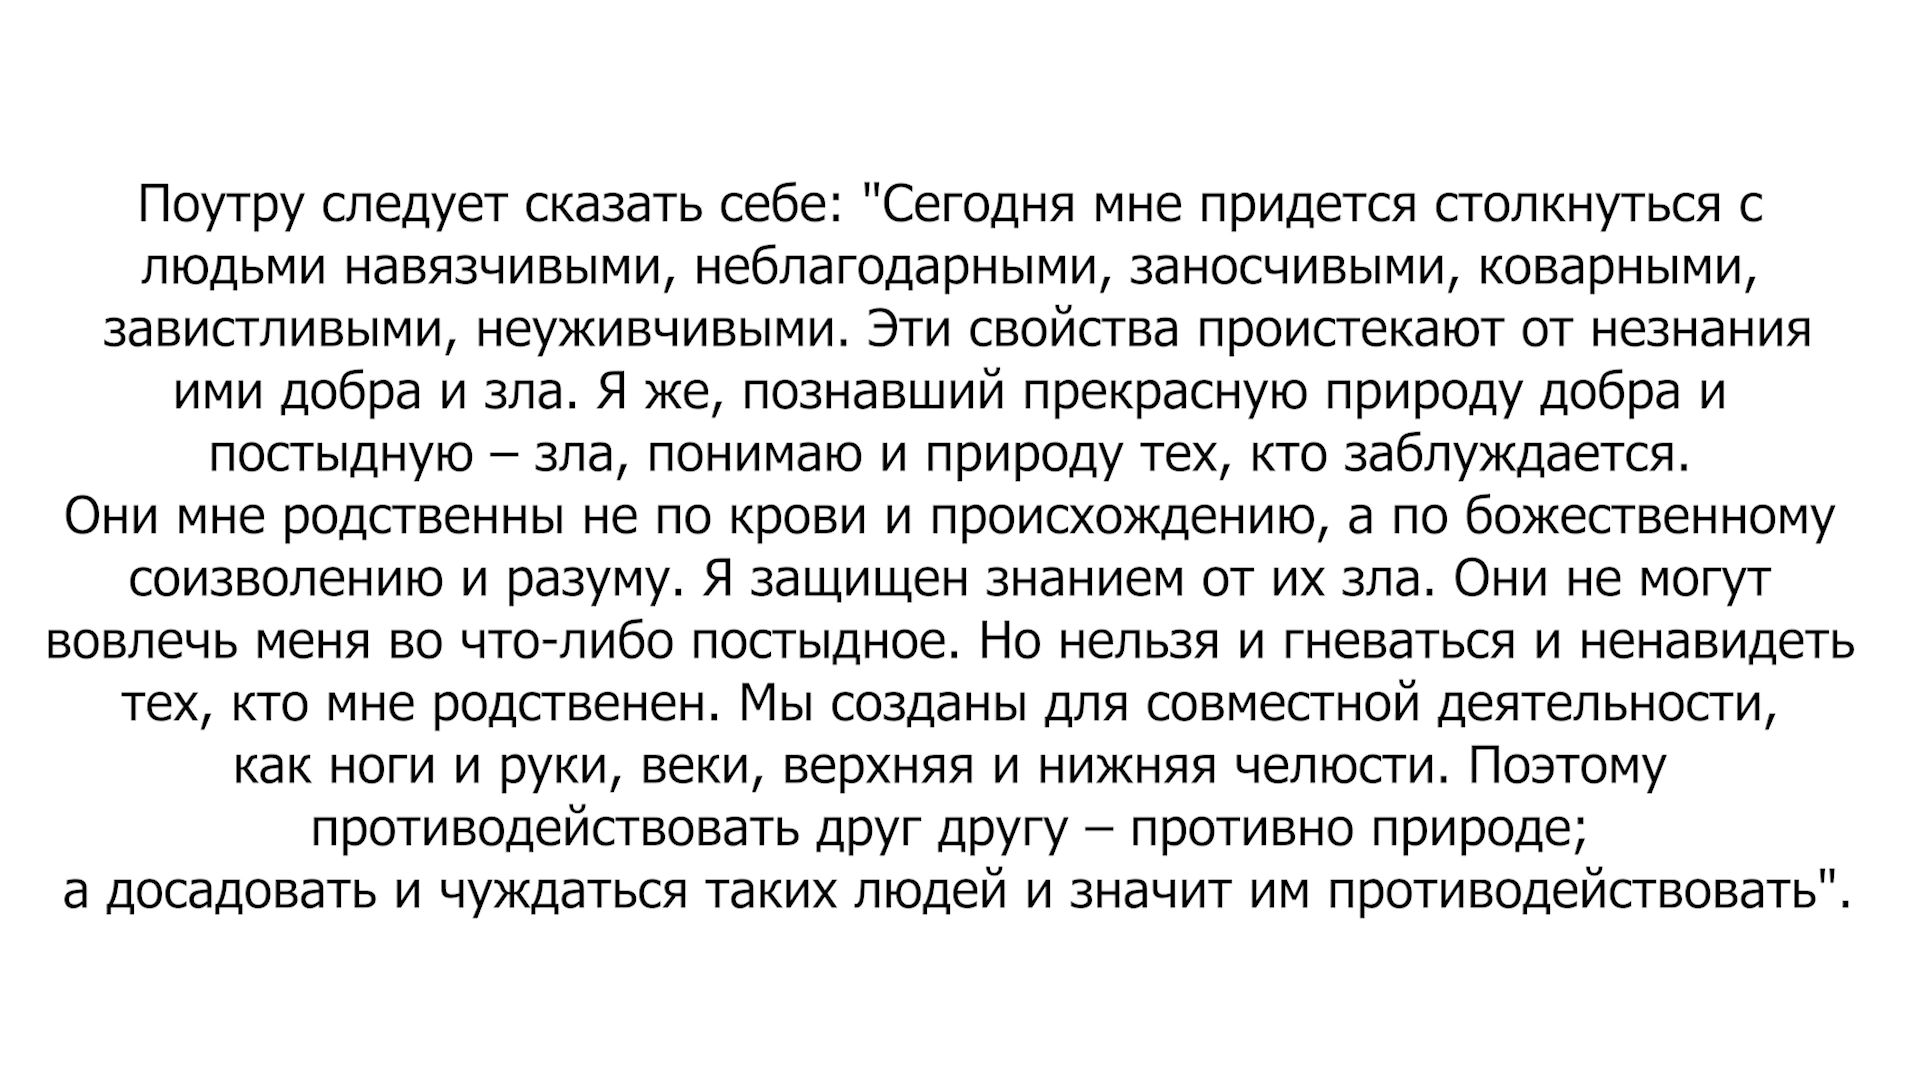 Поутру следует сказать себе: "Сегодня мне придется столкнуться с
людьми навязчивыми, неблагодарными, заносчивыми, коварными,
завистливыми, неуживчивыми. Эти свойства проистекают от незнания
ими добра и зла. Я же, познавший прекрасную природу добра и
постыдную – зла, понимаю и природу тех, кто заблуждается.
Они мне родственны не по крови и происхождению, а по божественному
соизволению и разуму. Я защищен знанием от их зла. Они не могут
вовлечь меня во что-либо постыдное. Но нельзя и гневаться и ненавидеть
тех, кто мне родственен. Мы созданы для совместной деятельности,
как ноги и руки, веки, верхняя и нижняя челюсти. Поэтому
противодействовать друг другу – противно природе;
а досадовать и чуждаться таких людей и значит им противодействовать".